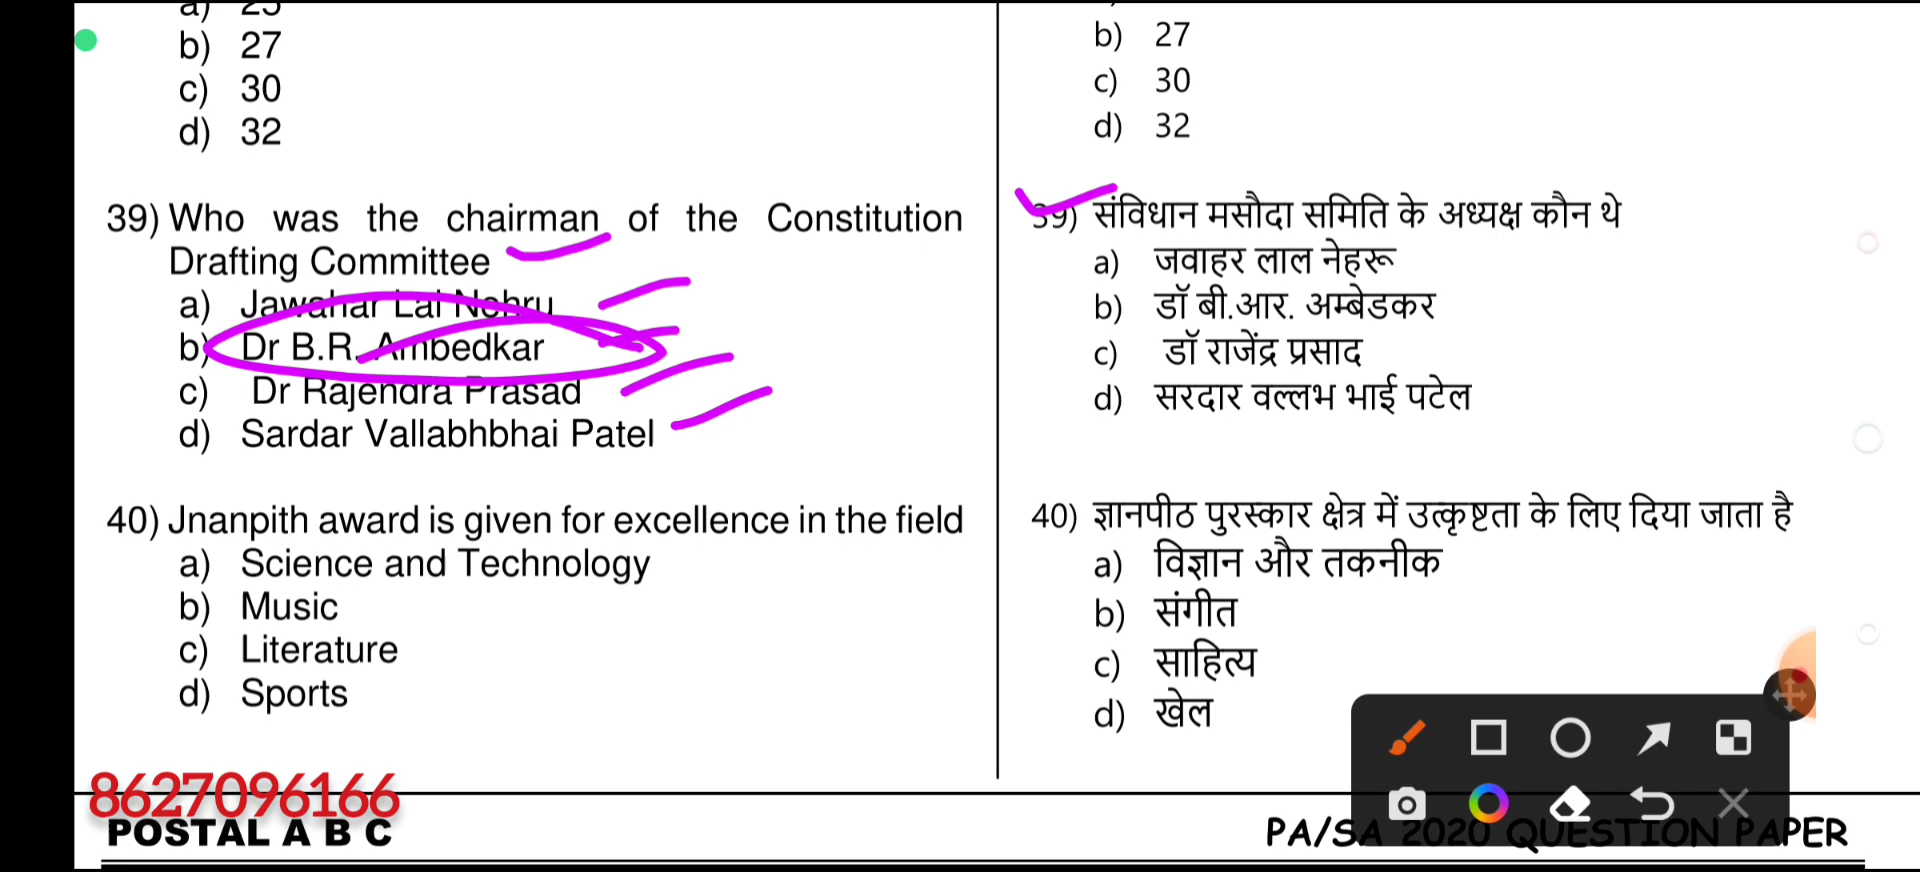 b) 27
c) 30
d) 32
39) Who was the chairman of the Constitution
Drafting Committee
a) Jawahar Lal Nehru
b) Dr B.R. Ambedkar
c) Dr Rajendra Prasad
d) Sardar Vallabhbhai Patel
40) Jnanpith award is given for excellence in the field
a) Science and Technology
b) Music
c) Literature
d) Sports
b) 27
c) 30
d) 32
39) संविधान मसौदा समिति के अध्यक्ष कौन थे
a) जवाहर लाल नेहरू
b) डॉ बी.आर. अम्बेडकर
c) डॉ राजेंद्र प्रसाद
d) सरदार वल्लभ भाई पटेल
40) ज्ञानपीठ पुरस्कार क्षेत्र में उत्कृष्टता के लिए दिया जाता है
a) विज्ञान और तकनीक
b) संगीत
c) साहित्य
d) खेल
8627096166
POSTAL A B C
PA/SA 2020 QUESTION PAPER